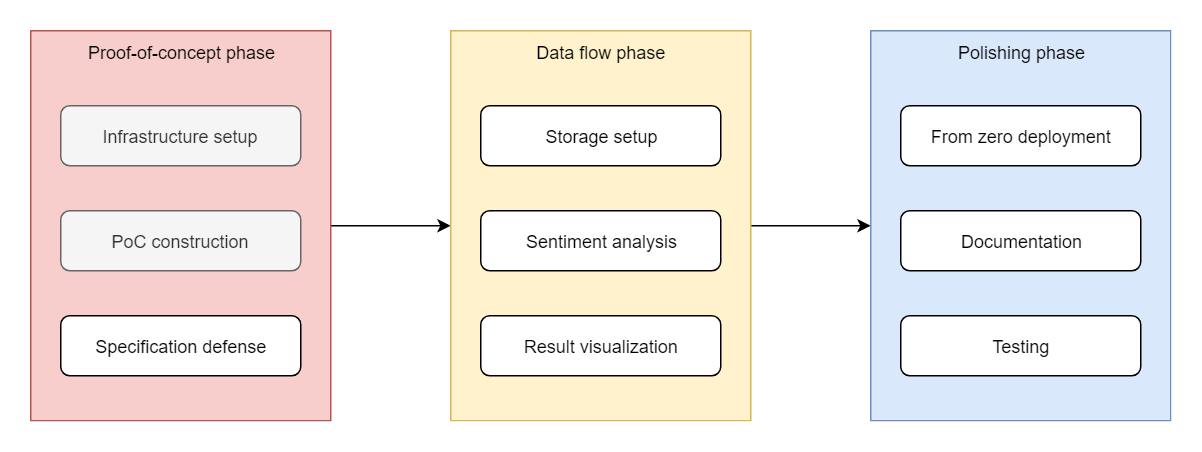 Proof-of-concept phase
Infrastructure setup
PoC construction
Specification defense
Data flow phase
Storage setup
Sentiment analysis
Result visualization
Polishing phase
From zero deployment
Documentation
Testing